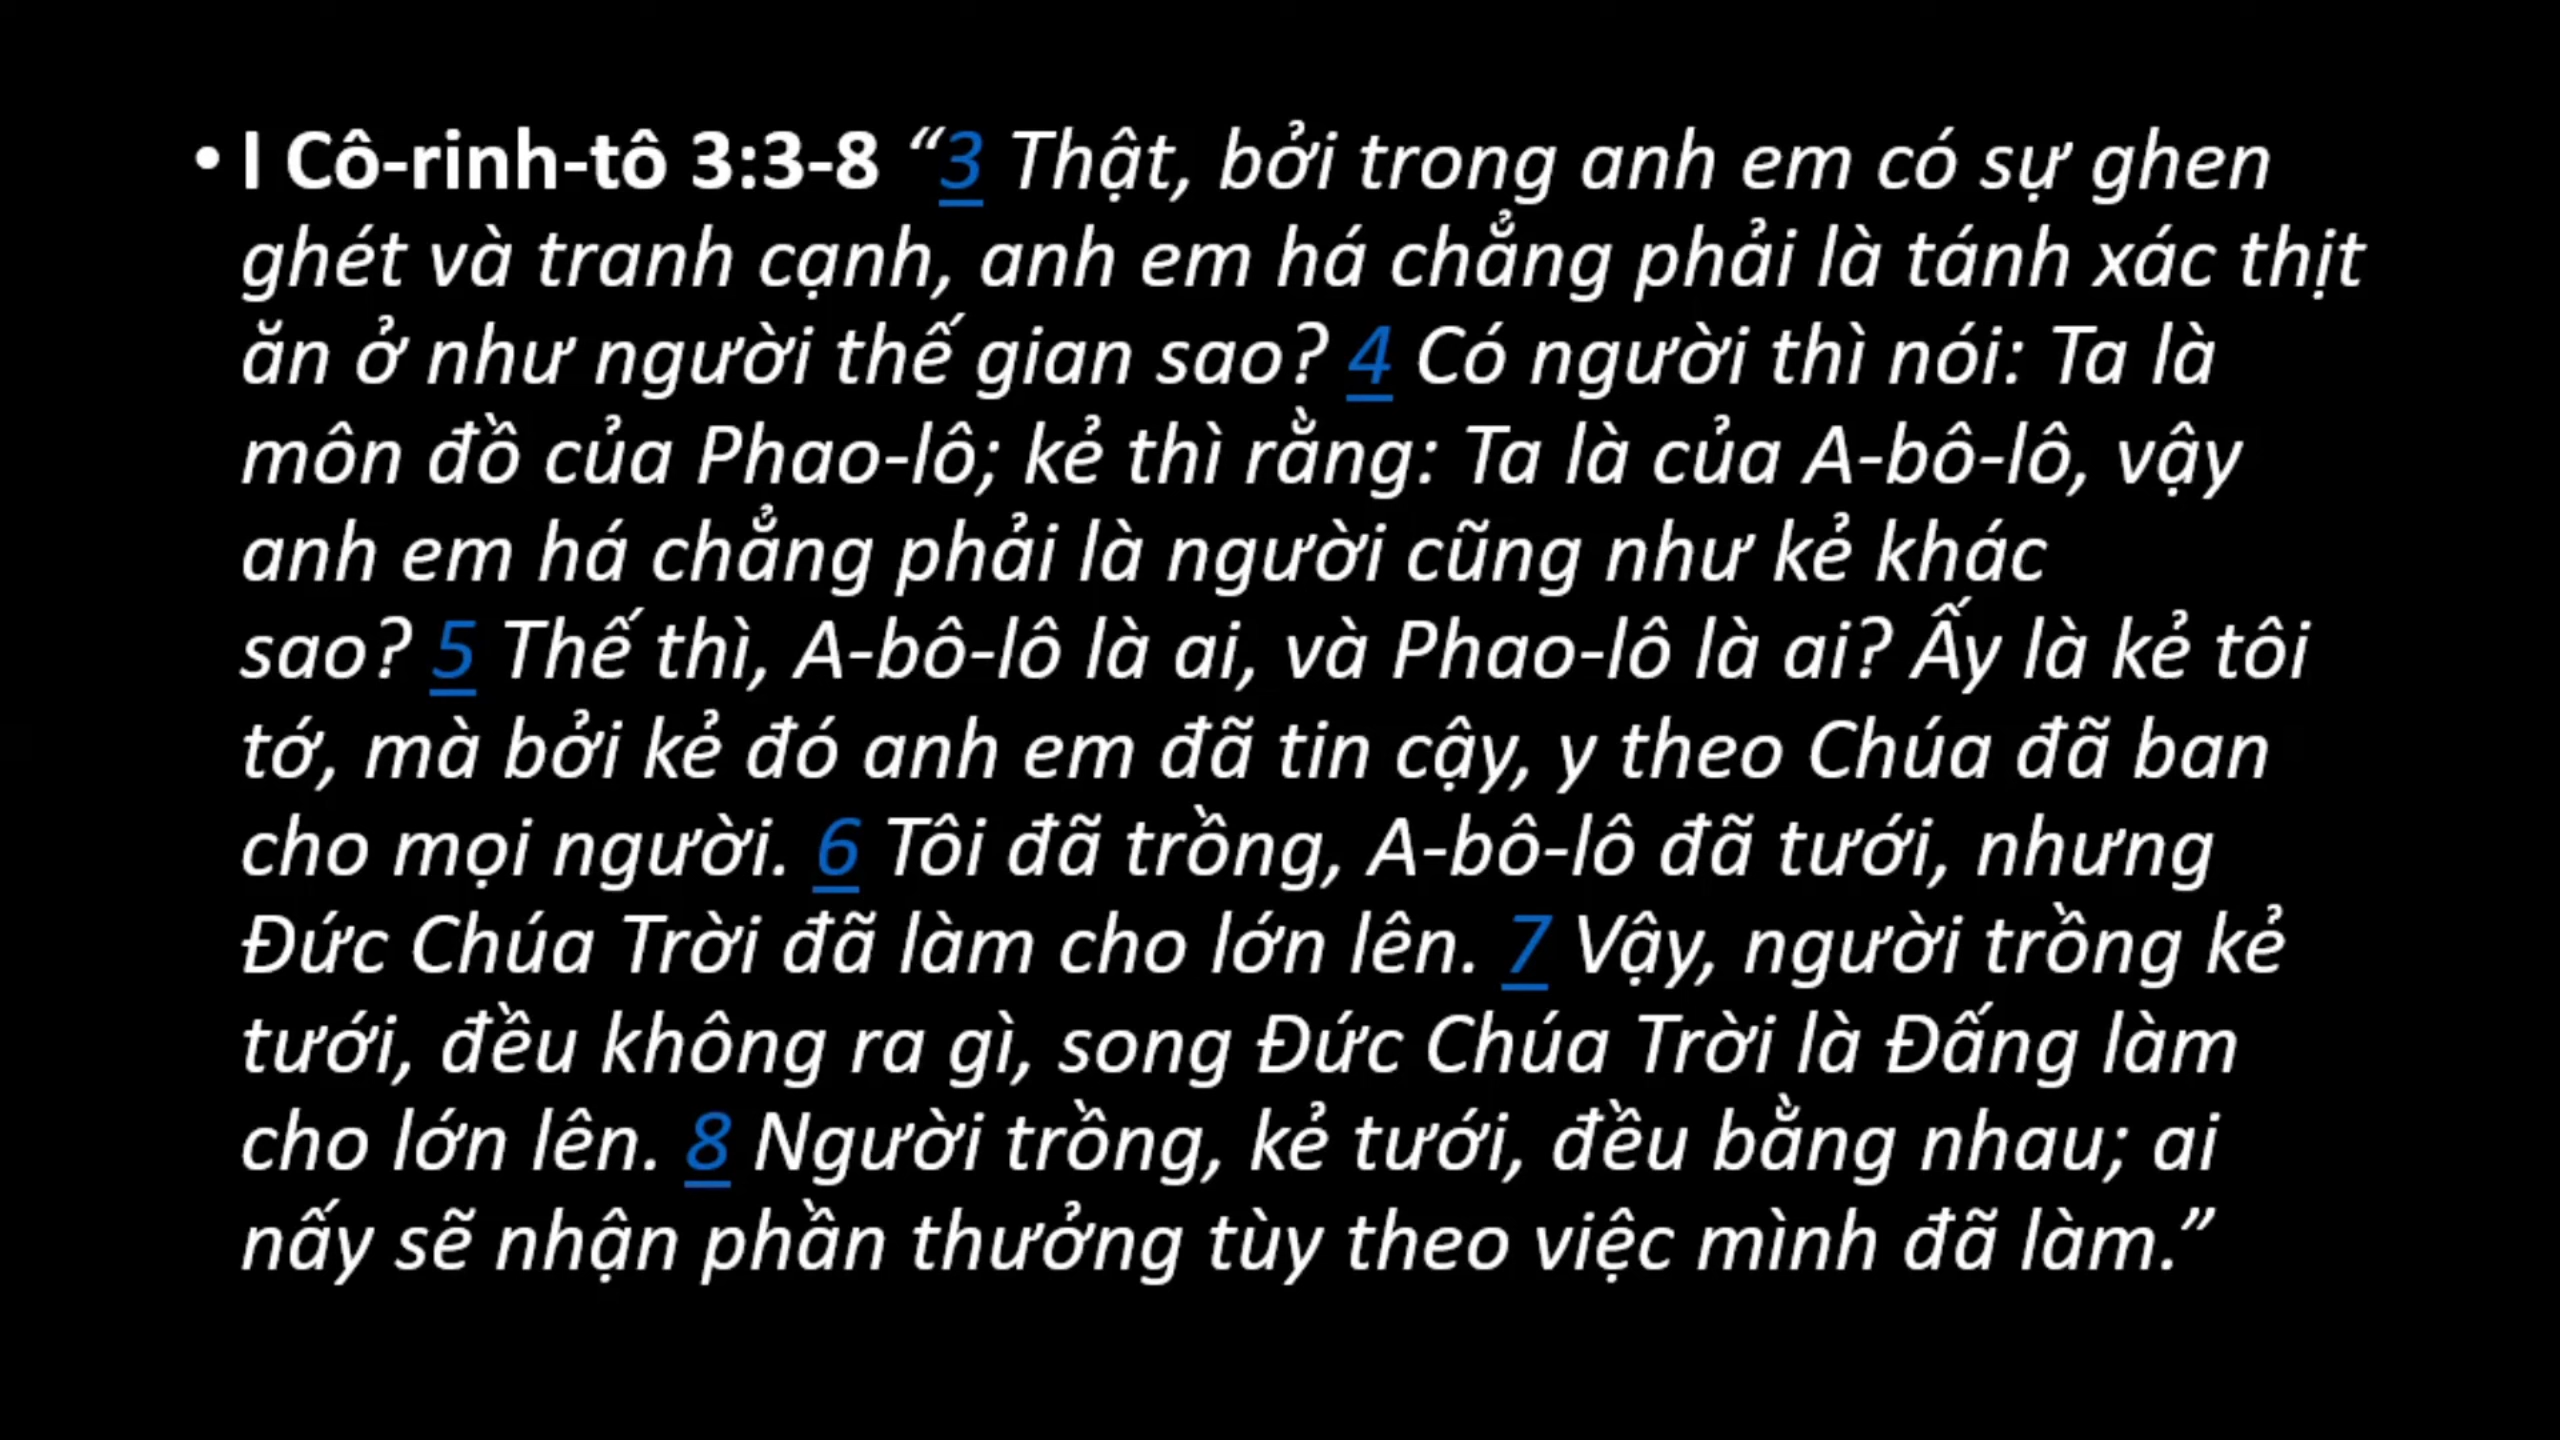 • I Cô-rinh-tô 3:3-8 “3 Thật, bởi trong anh em có sự ghen
ghét và tranh cạnh, anh em há chẳng phải là tánh xác thịt
ăn ở như người thế gian sao? 4 Có người thì nói: Ta là
môn đồ của Phao-lô; kẻ thì rằng: Ta là của A-bô-lô, vậy
anh em há chẳng phải là người cũng như kẻ khác
sao? 5 Thế thì, A-bô-lô là ai, và Phao-lô là ai? Ấy là kẻ tôi
tớ, mà bởi kẻ đó anh em đã tin cậy, y theo Chúa đã ban
cho mọi người. 6 Tôi đã trồng, A-bô-lô đã tưới, nhưng
Đức Chúa Trời đã làm cho lớn lên. 7 Vậy, người trồng kẻ
tưới, đều không ra gì, song Đức Chúa Trời là Đấng làm
cho lớn lên. 8 Người trồng, kẻ tưới, đều bằng nhau; ai
nấy sẽ nhận phần thưởng tùy theo việc mình đã làm.”